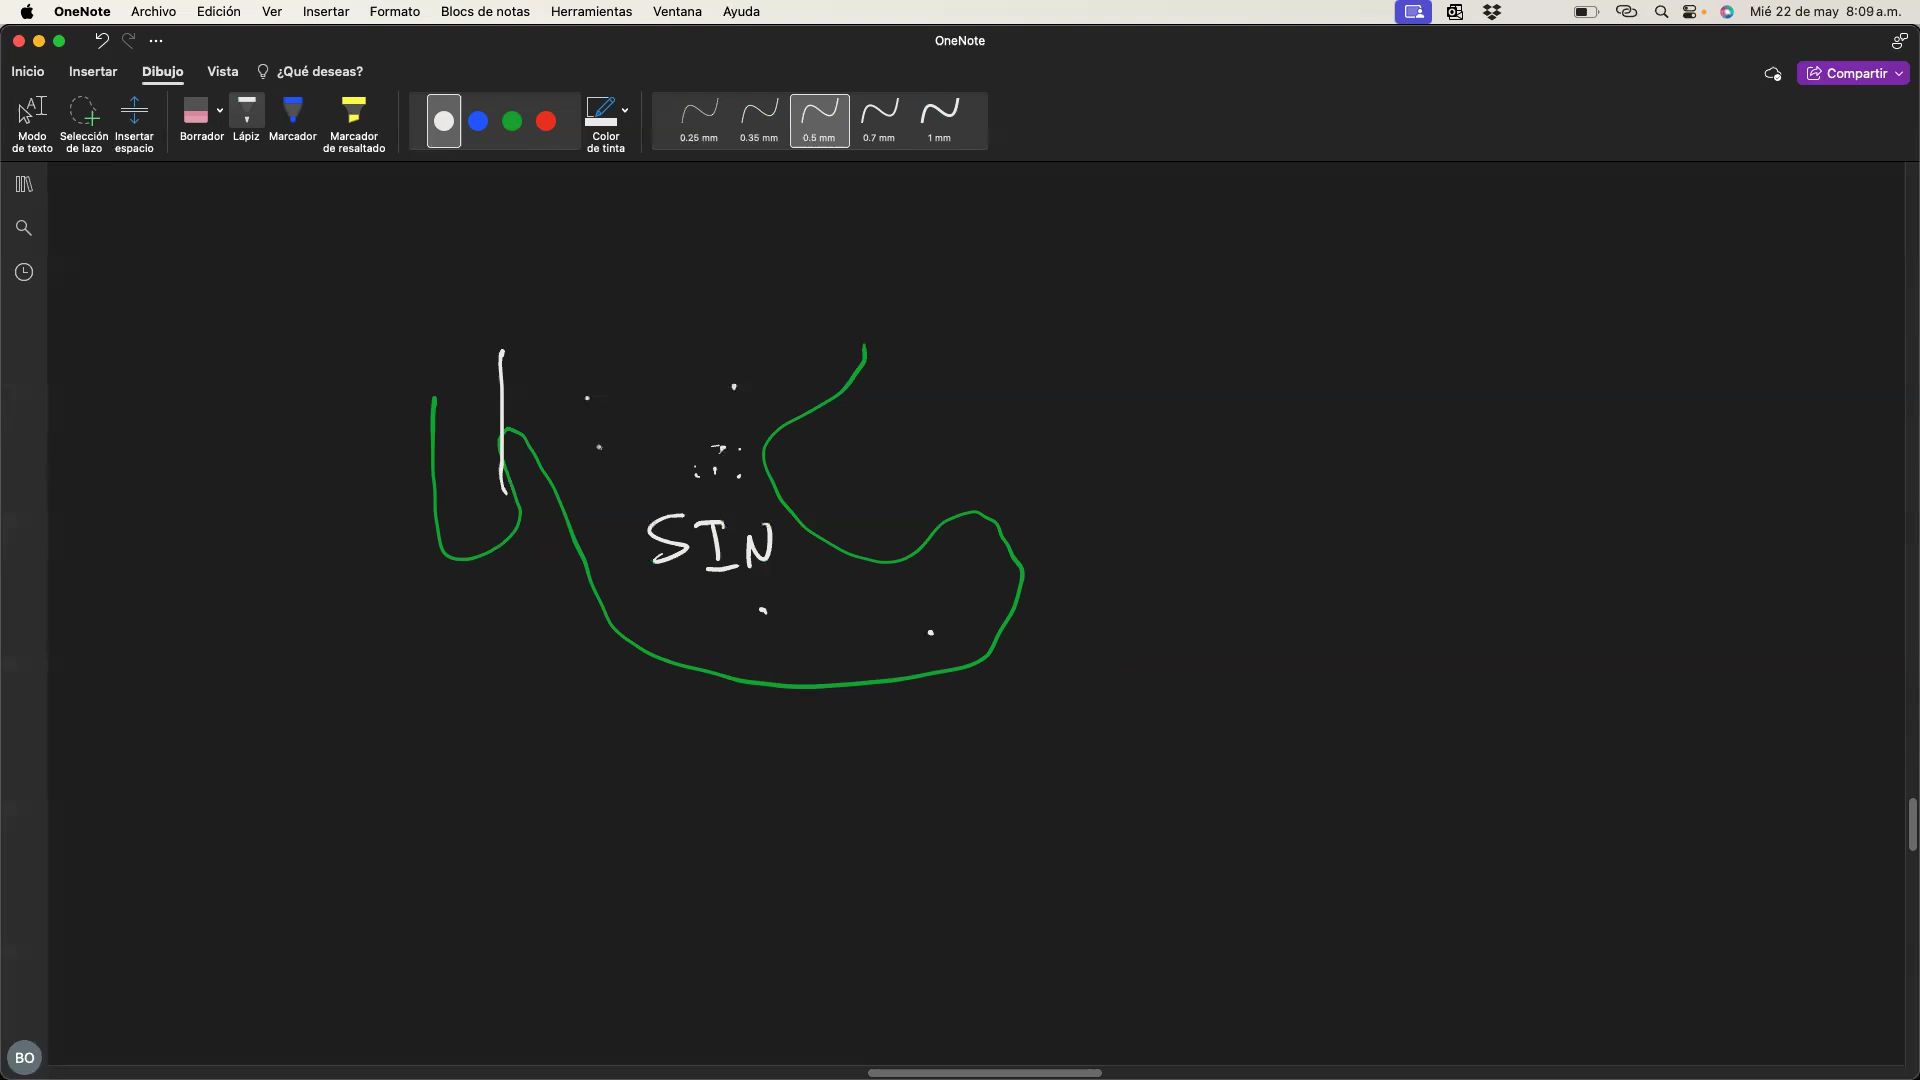 OneNote Archivo Edición Ver Insertar Formato Blocs de notas Herramientas Ventana Ayuda Mié 22 de may 8:09 a.m.
OneNote
Inicio Insertar Dibujo Vista ¿Qué deseas? Compartir
Modo de texto
Selección de lazo
Insertar espacio
Borrador
Lápiz
Marcador
Marcador de resaltado
Color de tinta
0.25 mm
0.35 mm
0.5 mm
0.7 mm
1 mm
SIN
BO